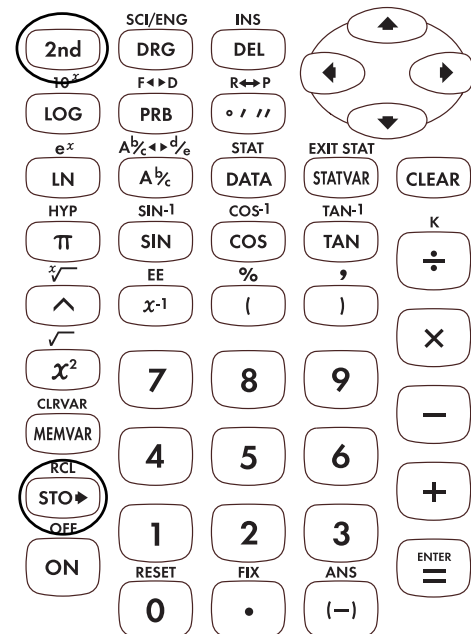 SCI/ENG INS
2nd DRG DEL
10ˣ F◂▸D R↔P
LOG PRB ° ′ ″
eˣ Aᵇ/c◂▸ᵈ/e STAT EXIT STAT
LN Aᵇ/c DATA STATVAR CLEAR
HYP SIN-1 COS-1 TAN-1 K
π SIN COS TAN ÷
ˣ√ EE % ,
^ x-1 ( ) ×
√
x² 7 8 9
CLRVAR
MEMVAR 4 5 6 −
RCL
STO▸ 1 2 3 +
OFF
ON
RESET FIX ANS ENTER
0 . (−) =